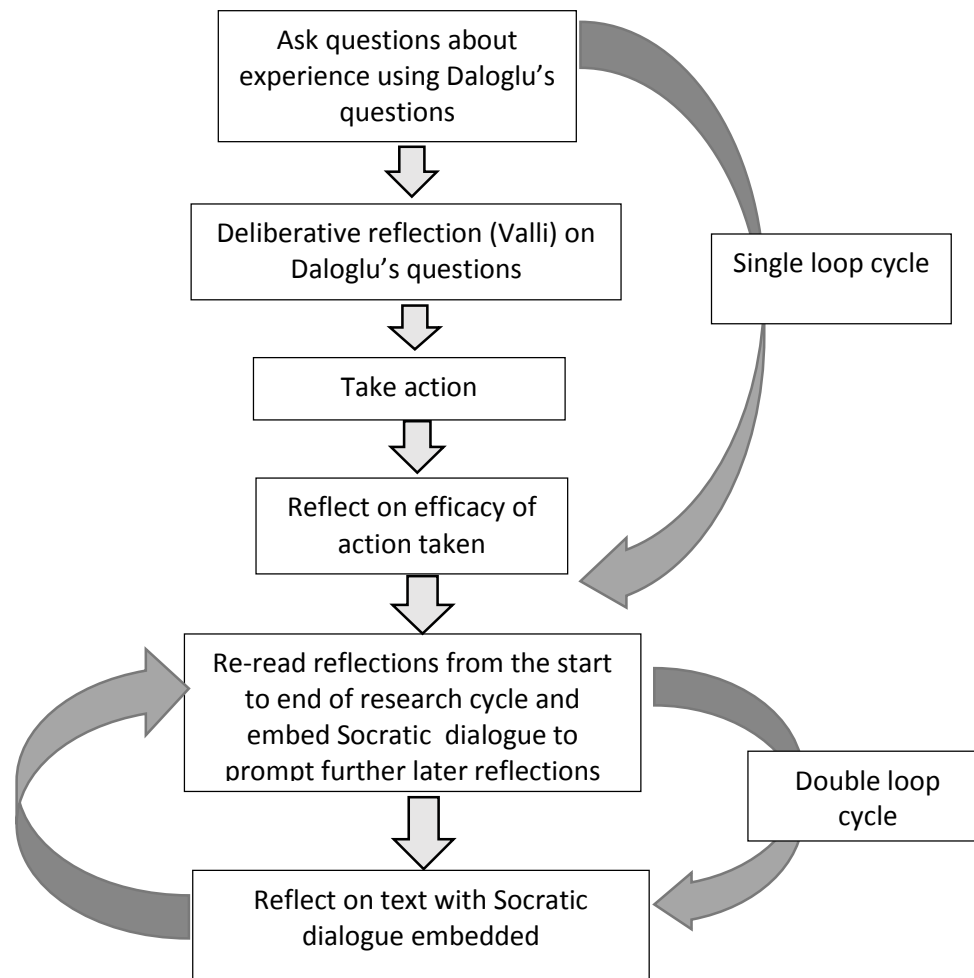 Ask questions about
experience using Daloglu’s
questions
Deliberative reflection (Valli) on
Daloglu’s questions
Single loop cycle
Take action
Reflect on efficacy of
action taken
Re-read reflections from the start
to end of research cycle and
embed Socratic dialogue to
prompt further later reflections
Double loop
cycle
Reflect on text with Socratic
dialogue embedded